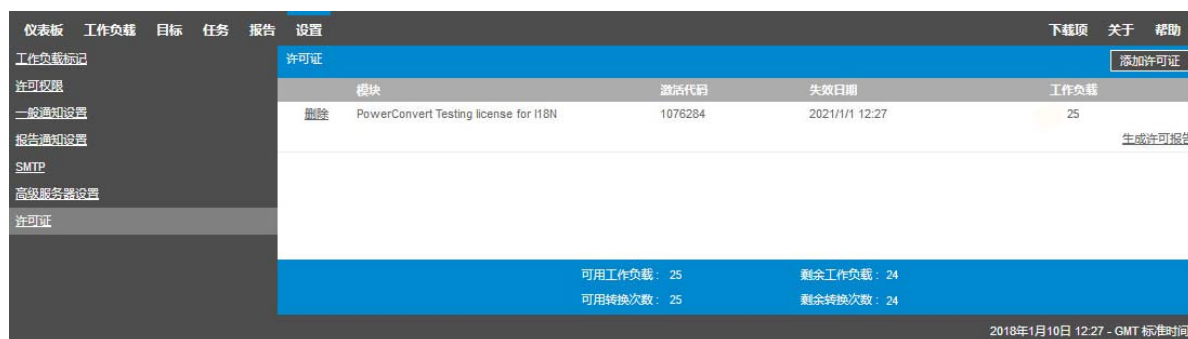 仪表板 工作负载 目标 任务 报告 设置 下载项 关于 帮助
工作负载标记
许可证 添加许可证
许可权限
模块 激活代码 失效日期 工作负载
一般通知设置
删除 PowerConvert Testing license for I18N 1076284 2021/1/1 12:27 25
报告通知设置
生成许可报告
SMTP
高级服务器设置
许可证
可用工作负载： 25 剩余工作负载： 24
可用转换次数： 25 剩余转换次数： 24
2018年1月10日 12:27 - GMT 标准时间